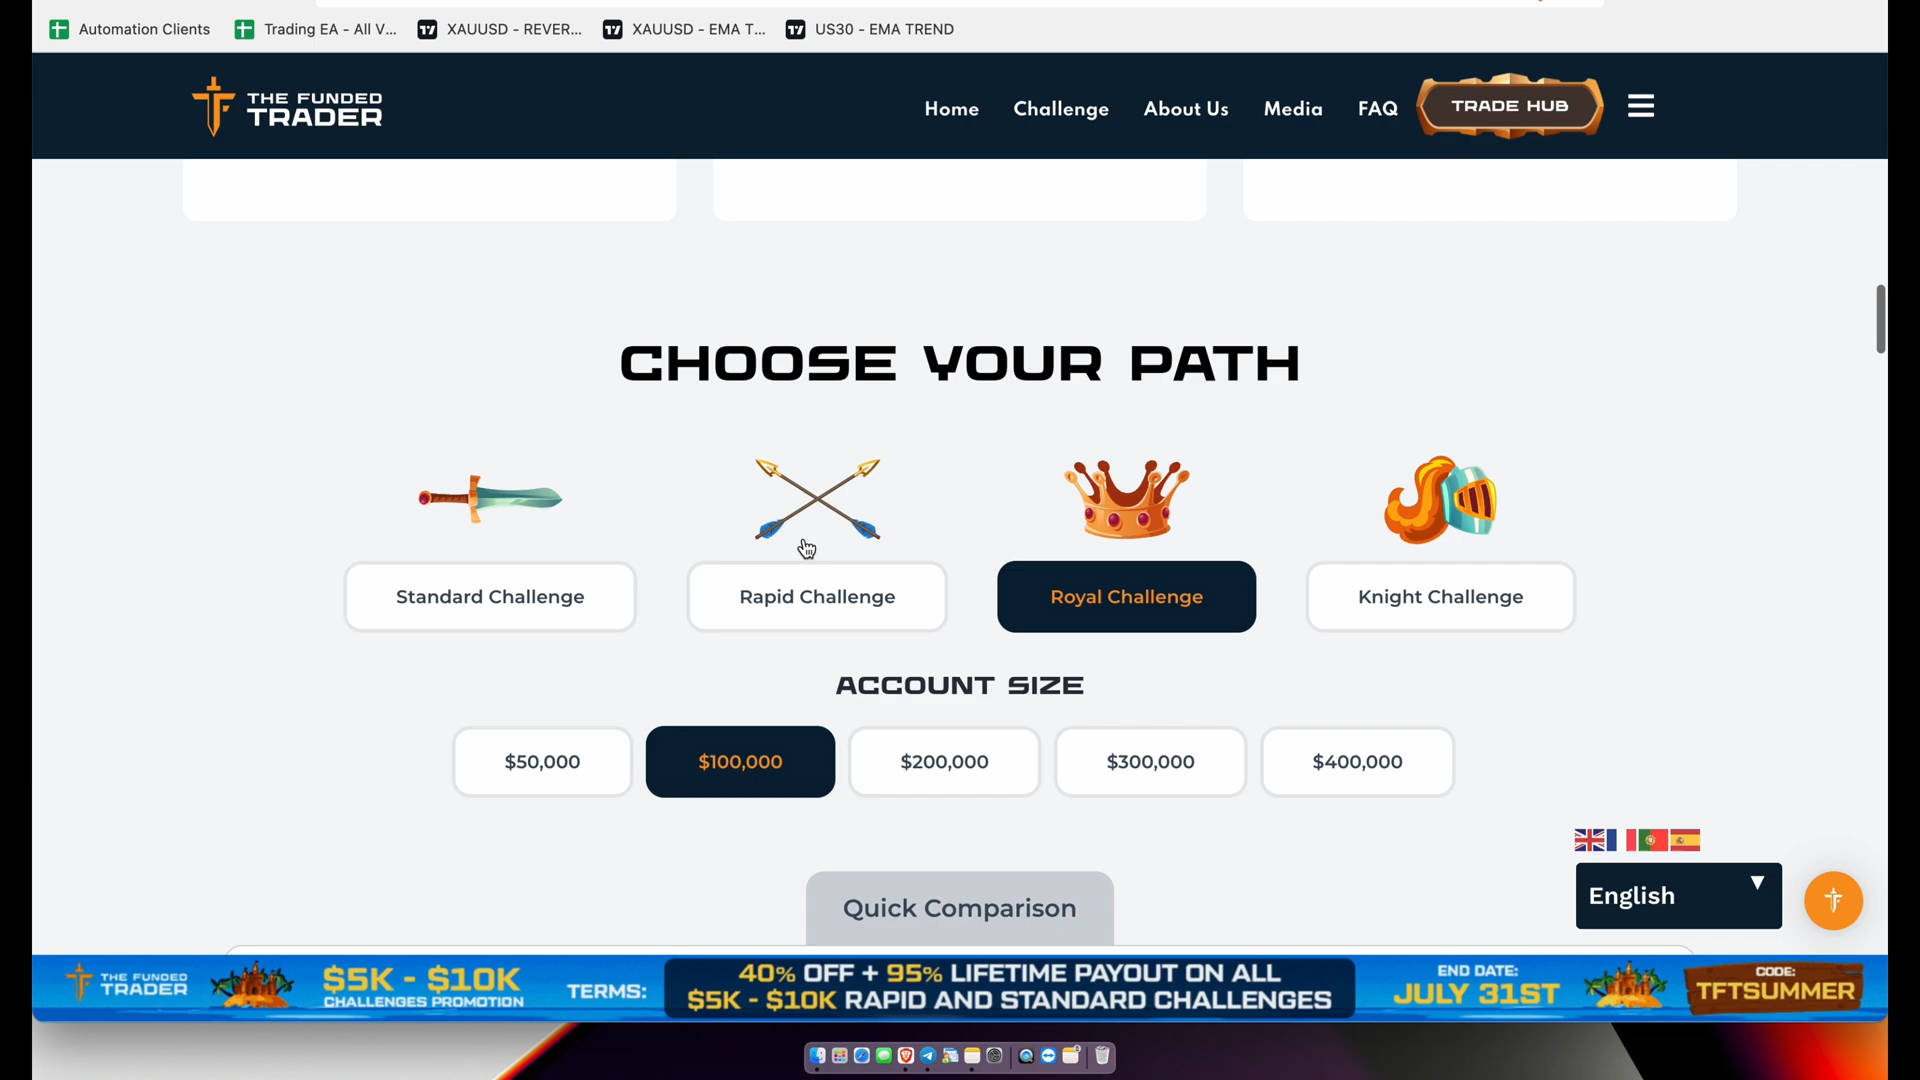 Automation Clients
Trading EA - All V...
XAUUSD - REVER...
XAUUSD - EMA T...
US30 - EMA TREND
THE FUNDED
TRADER
Home
Challenge
About Us
Media
FAQ
TRADE HUB
CHOOSE YOUR PATH
Standard Challenge
Rapid Challenge
Royal Challenge
Knight Challenge
ACCOUNT SIZE
$50,000
$100,000
$200,000
$300,000
$400,000
Quick Comparison
English
THE FUNDED
TRADER
$5K - $10K
CHALLENGES PROMOTION
TERMS:
40% OFF + 95% LIFETIME PAYOUT ON ALL
$5K - $10K RAPID AND STANDARD CHALLENGES
END DATE:
JULY 31ST
CODE:
TFTSUMMER